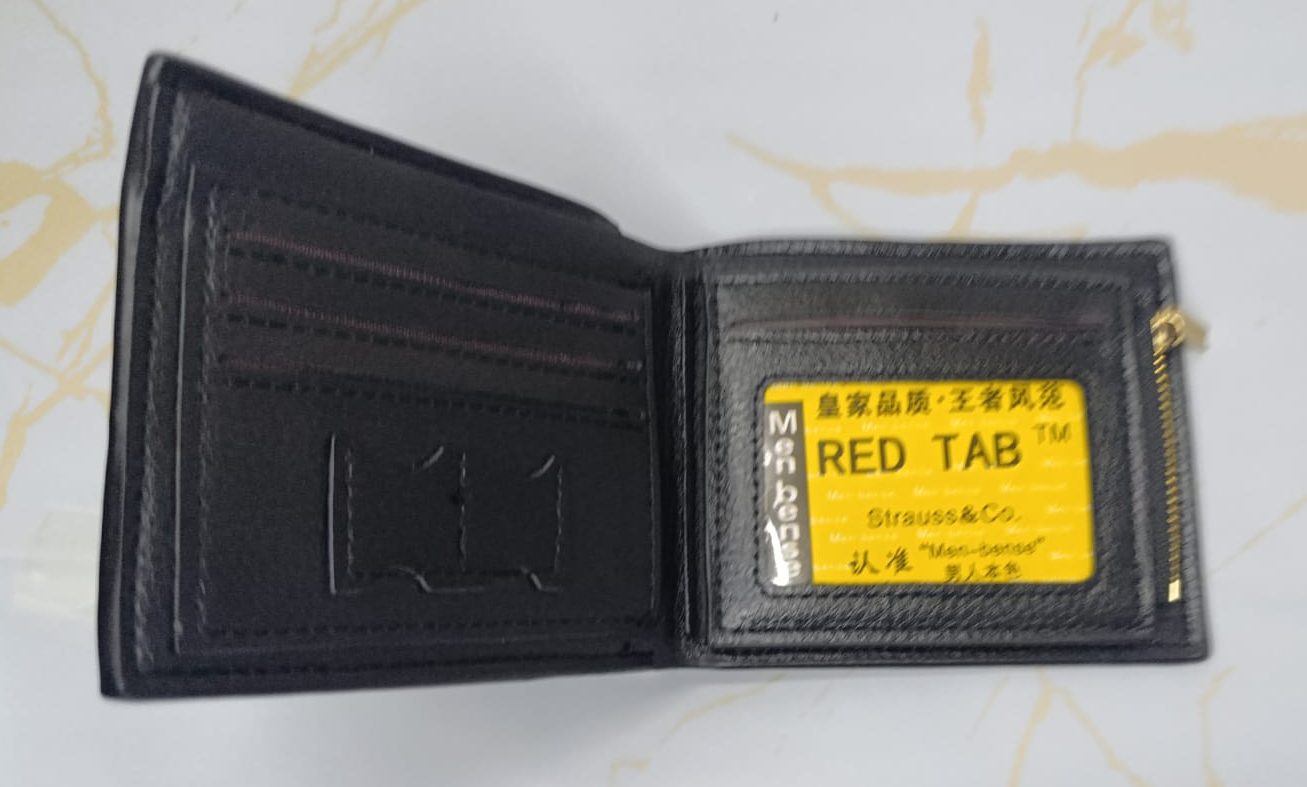 皇家品质·王者风范
Men bense
RED TAB™
Strauss&Co.
认准 "Men-bense"
男人本色